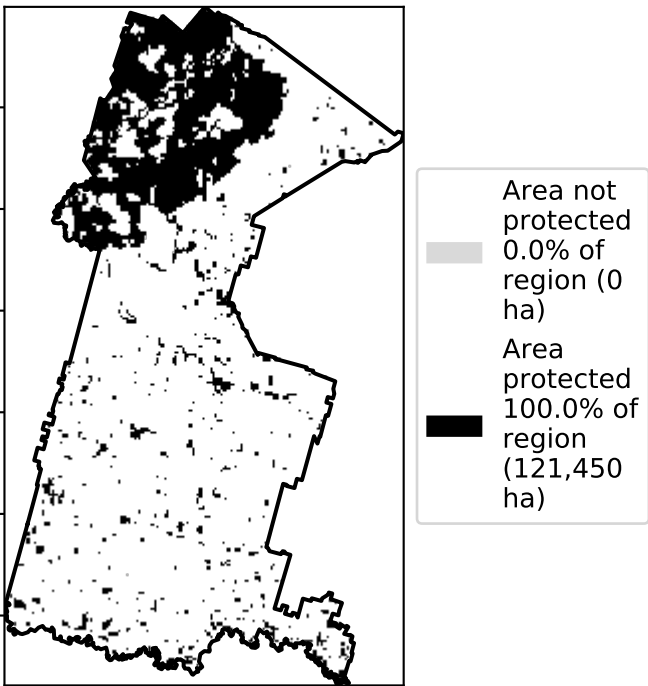 Area not
protected
0.0% of
region (0
ha)
Area
protected
100.0% of
region
(121,450
ha)